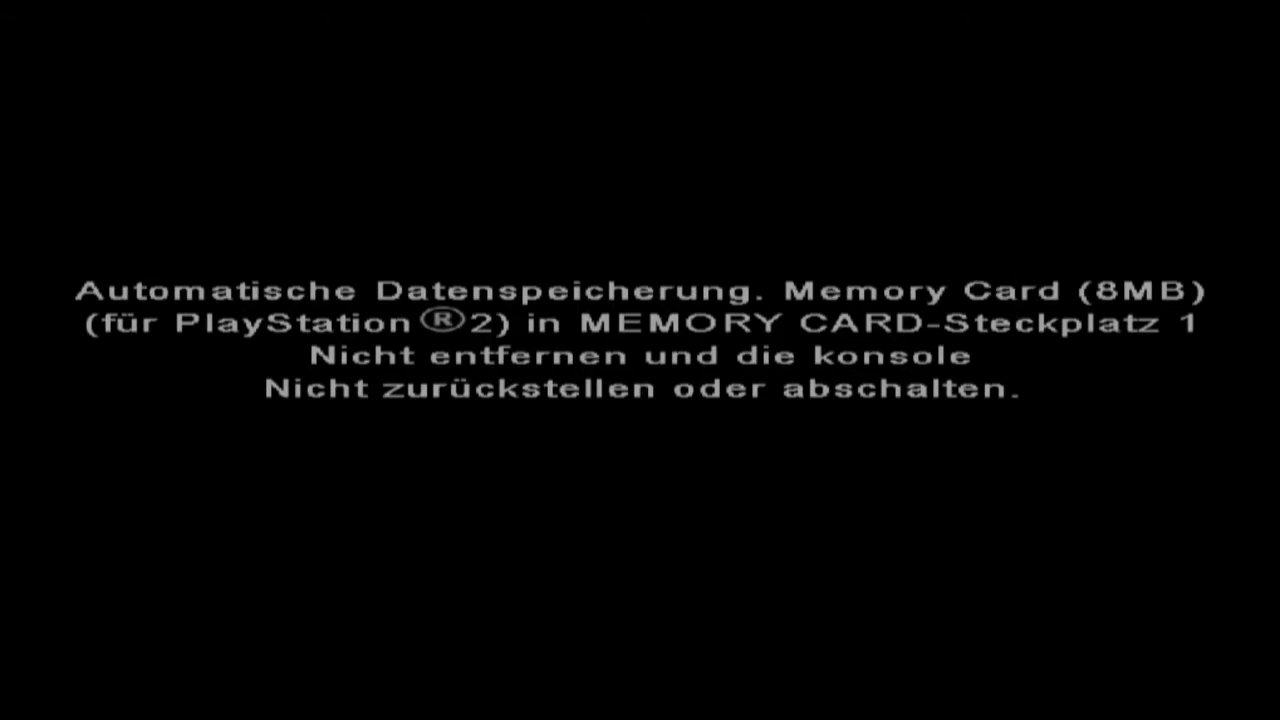 Automatische Datenspeicherung. Memory Card (8MB)
(für PlayStation®2) in MEMORY CARD-Steckplatz 1
Nicht entfernen und die konsole
Nicht zurückstellen oder abschalten.